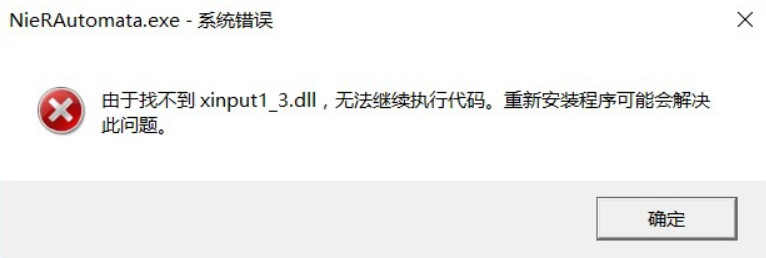 NieRAutomata.exe - 系统错误
由于找不到 xinput1_3.dll，无法继续执行代码。重新安装程序可能会解决
此问题。
确定